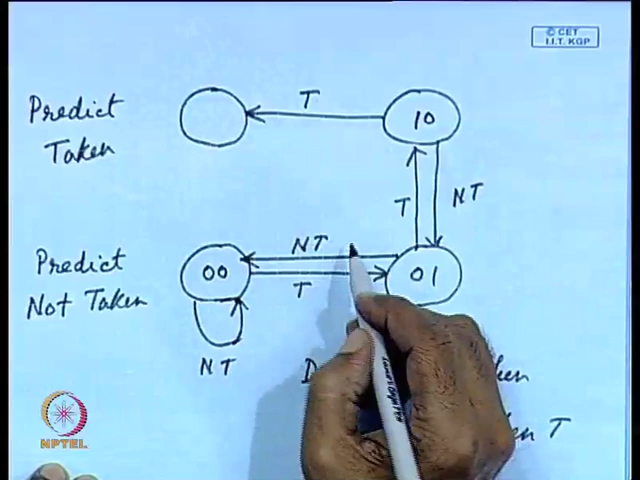 © CET
I.I.T. KGP
Predict
Taken
T
10
T
NT
Predict
Not Taken
00
NT
T
01
NT
T
NPTEL